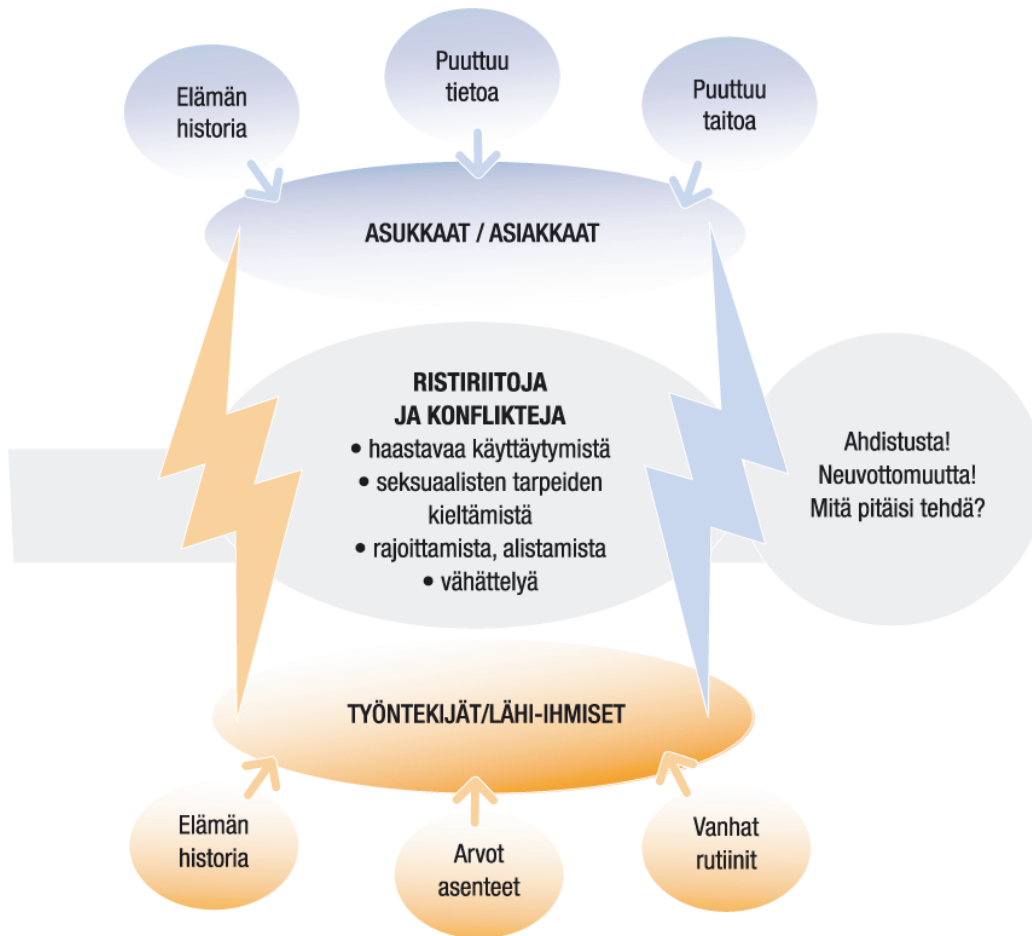 Elämän
historia
Puuttuu
tietoa
Puuttuu
taitoa
ASUKKAAT / ASIAKKAAT
RISTIRIITOJA
JA KONFLIKTEJA
• haastavaa käyttäytymistä
• seksuaalisten tarpeiden
kieltämistä
• rajoittamista, alistamista
• vähättelyä
Ahdistusta!
Neuvottomuutta!
Mitä pitäisi tehdä?
TYÖNTEKIJÄT/LÄHI-IHMISET
Elämän
historia
Arvot
asenteet
Vanhat
rutiinit